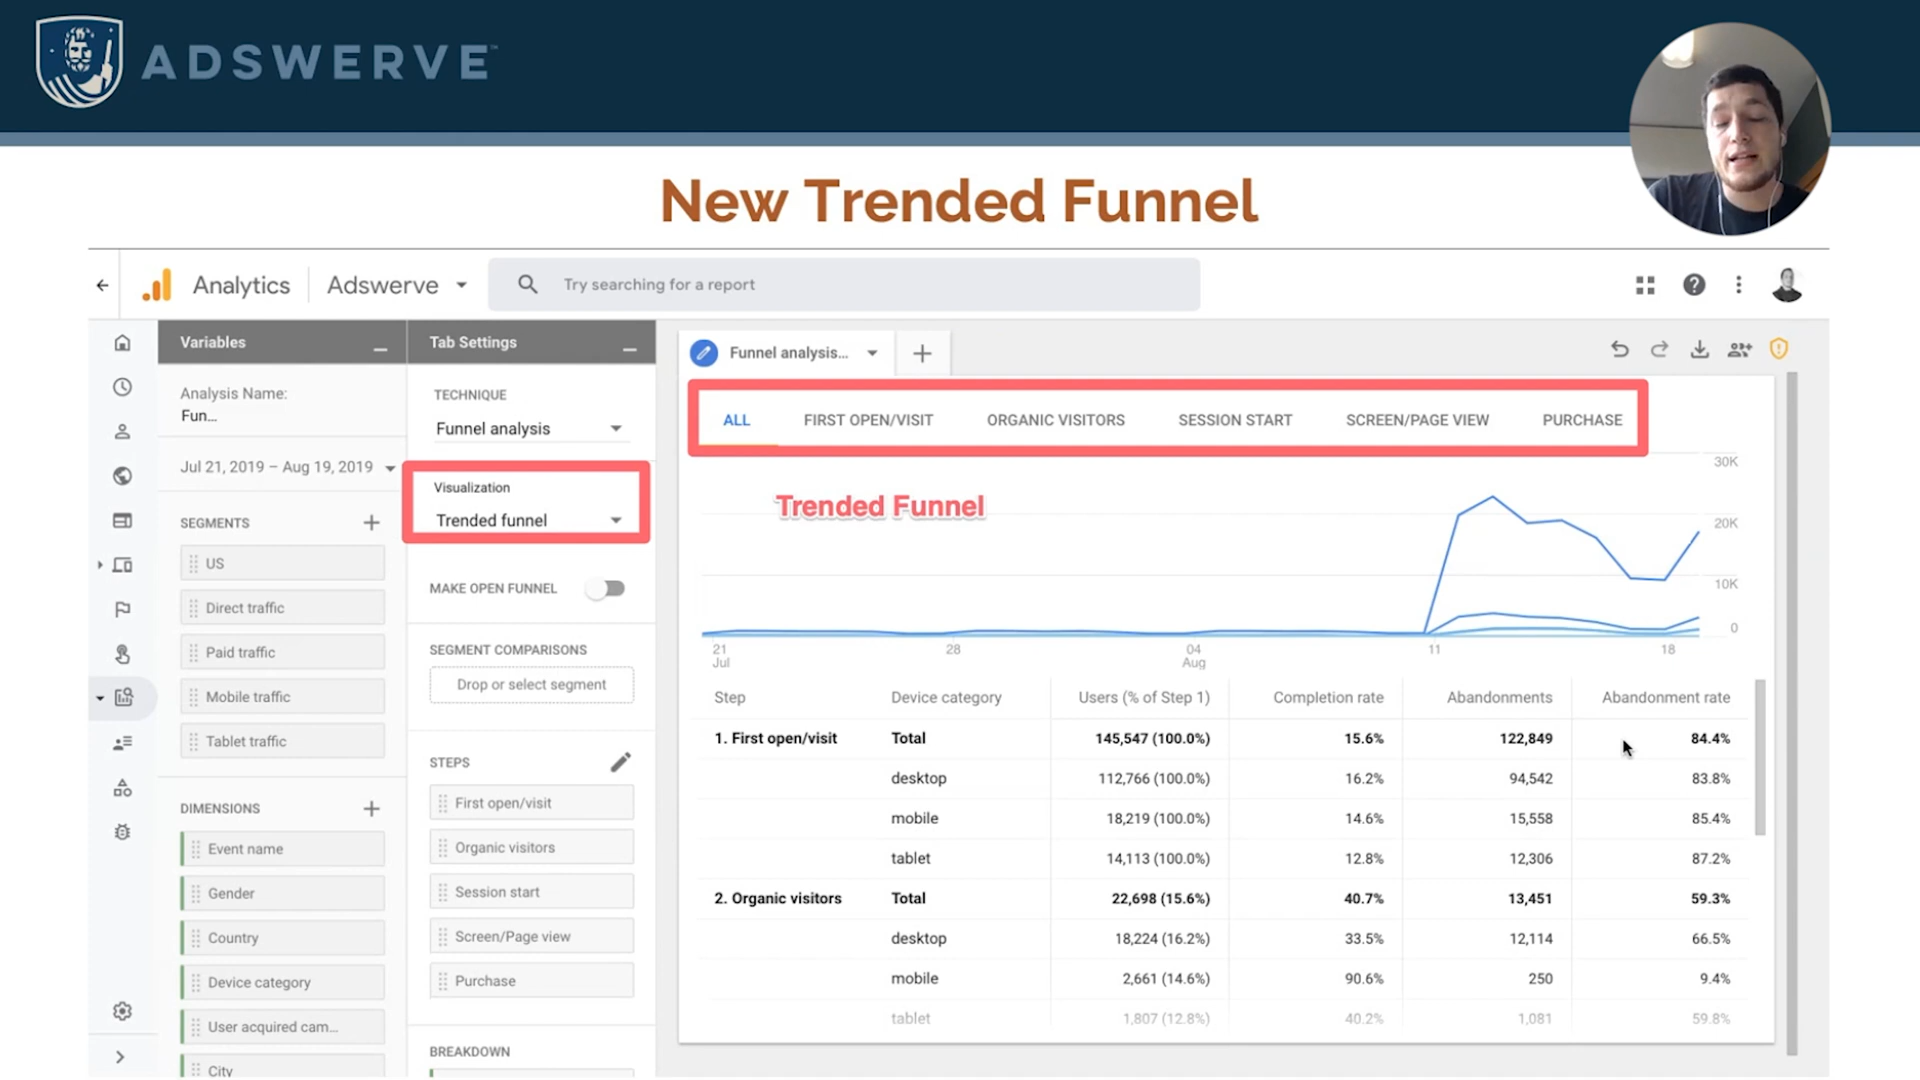 ADSWERVE™
New Trended Funnel
Analytics
Adswerve
Try searching for a report
Variables
Analysis Name:
Fun...
Jul 21, 2019 – Aug 19, 2019
SEGMENTS
US
Direct traffic
Paid traffic
Mobile traffic
Tablet traffic
DIMENSIONS
Event name
Gender
Country
Device category
User acquired cam...
City
Tab Settings
TECHNIQUE
Funnel analysis
Visualization
Trended funnel
MAKE OPEN FUNNEL
SEGMENT COMPARISONS
Drop or select segment
STEPS
First open/visit
Organic visitors
Session start
Screen/Page view
Purchase
BREAKDOWN
Funnel analysis...
ALL FIRST OPEN/VISIT ORGANIC VISITORS SESSION START SCREEN/PAGE VIEW PURCHASE
Trended Funnel
30K
20K
10K
0
21 28 04 11 18
Jul Aug
Step Device category Users (% of Step 1) Completion rate Abandonments Abandonment rate
1. First open/visit Total 145,547 (100.0%) 15.6% 122,849 84.4%
desktop 112,766 (100.0%) 16.2% 94,542 83.8%
mobile 18,219 (100.0%) 14.6% 15,558 85.4%
tablet 14,113 (100.0%) 12.8% 12,306 87.2%
2. Organic visitors Total 22,698 (15.6%) 40.7% 13,451 59.3%
desktop 18,224 (16.2%) 33.5% 12,114 66.5%
mobile 2,661 (14.6%) 90.6% 250 9.4%
tablet 1,807 (12.8%) 40.2% 1,081 59.8%